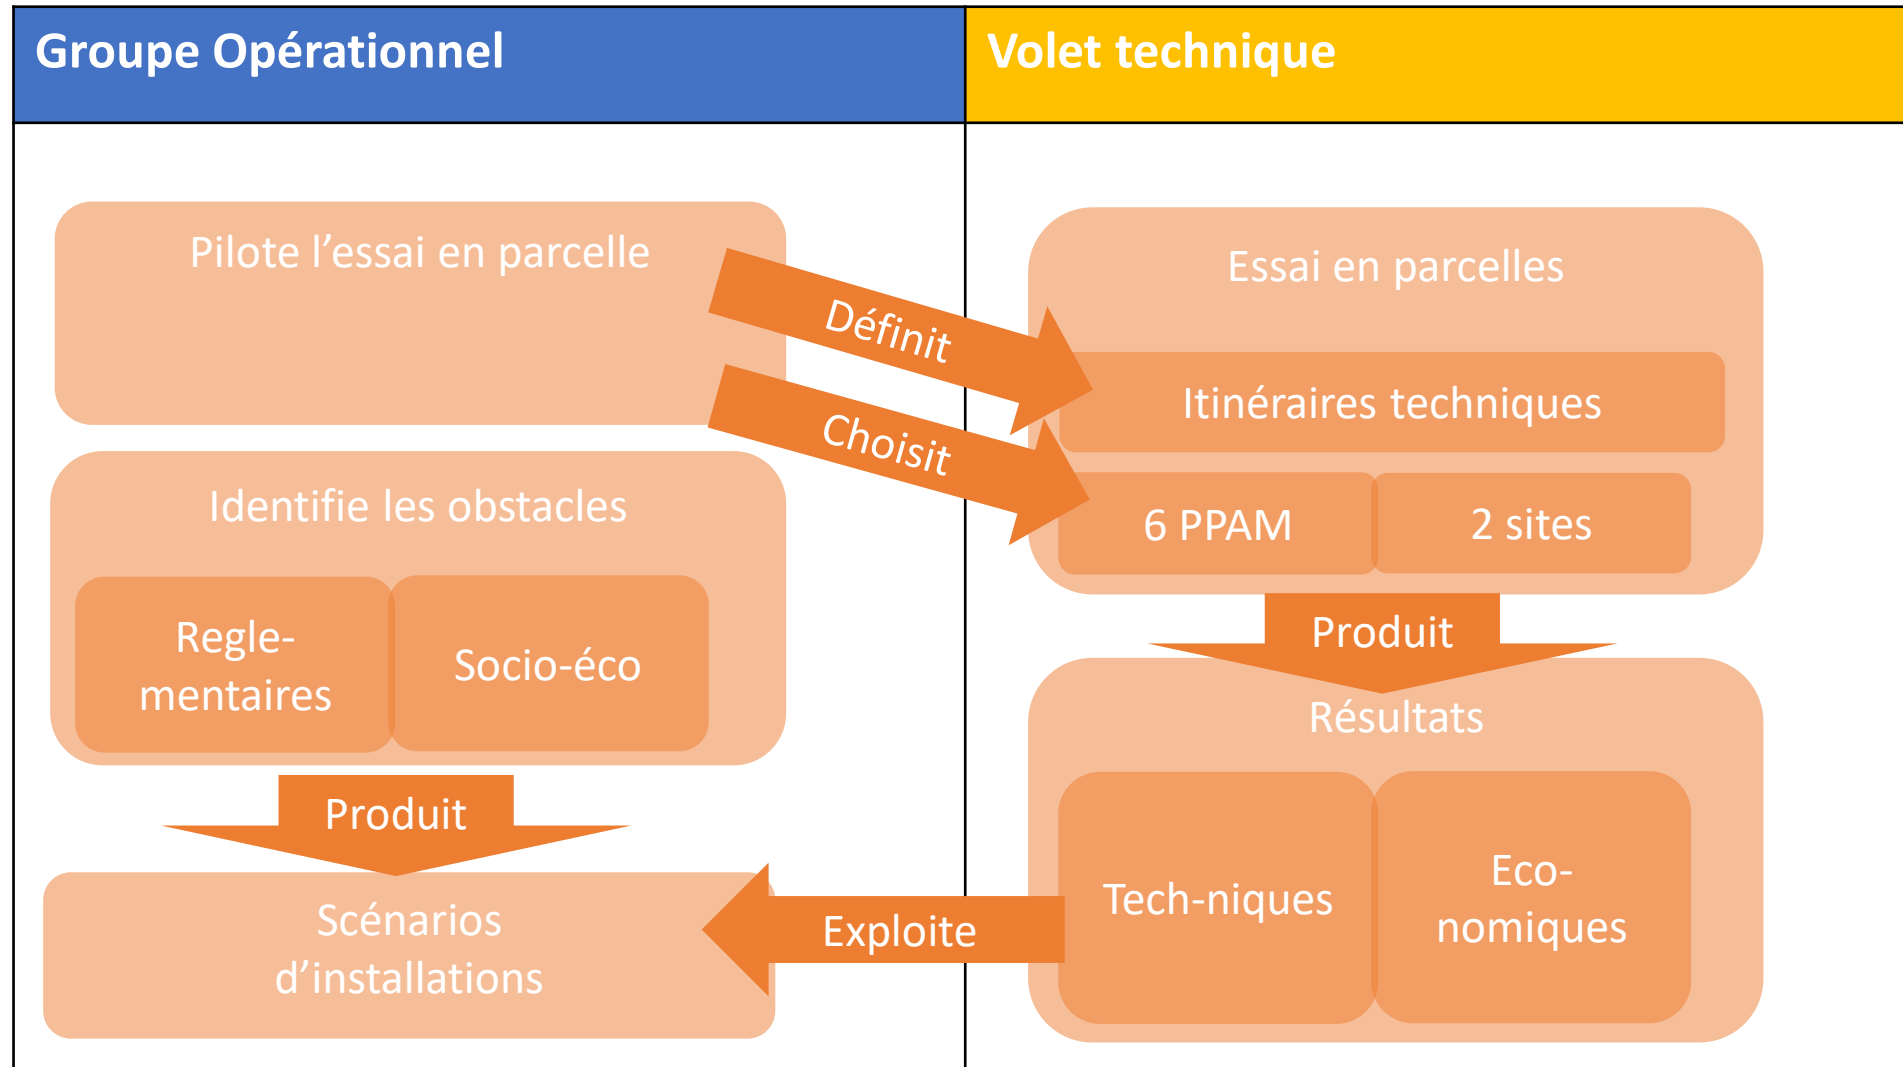 Groupe Opérationnel
Volet technique
Pilote l’essai en parcelle
Définit
Choisit
Essai en parcelles
Itinéraires techniques
6 PPAM
2 sites
Identifie les obstacles
Regle-
mentaires
Socio-éco
Produit
Produit
Résultats
Tech-niques
Eco-
nomiques
Exploite
Scénarios
d’installations